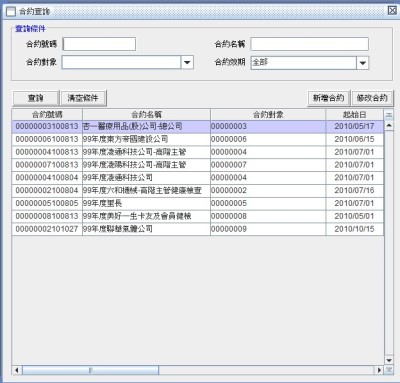 合約查詢
查詢條件
合約號碼 合約名稱
合約對象 合約效期 全部
查詢 清空條件 新增合約 修改合約
合約號碼 合約名稱 合約對象 起始日
00000003100813 杏一醫療用品(股)公司-總公司 00000003 2010/05/17
00000006100813 99年度東方帝國建設公司 00000006 2010/06/15
00000004100813 99年度凌通科技公司-高階主管 00000004 2010/07/01
00000007100813 99年度凌陽科技公司-高階主管 00000007 2010/07/01
00000004100804 99年度凌通科技公司 00000004 2010/07/01
00000002100804 99年度六和機械-高階主管健康檢查 00000002 2010/07/16
00000005100805 99年度里長 00000005 2010/07/01
00000008100813 99年度美好一生卡友及會員健檢 00000008 2010/05/01
00000002101027 99年度聯華氣體公司 00000009 2010/10/15